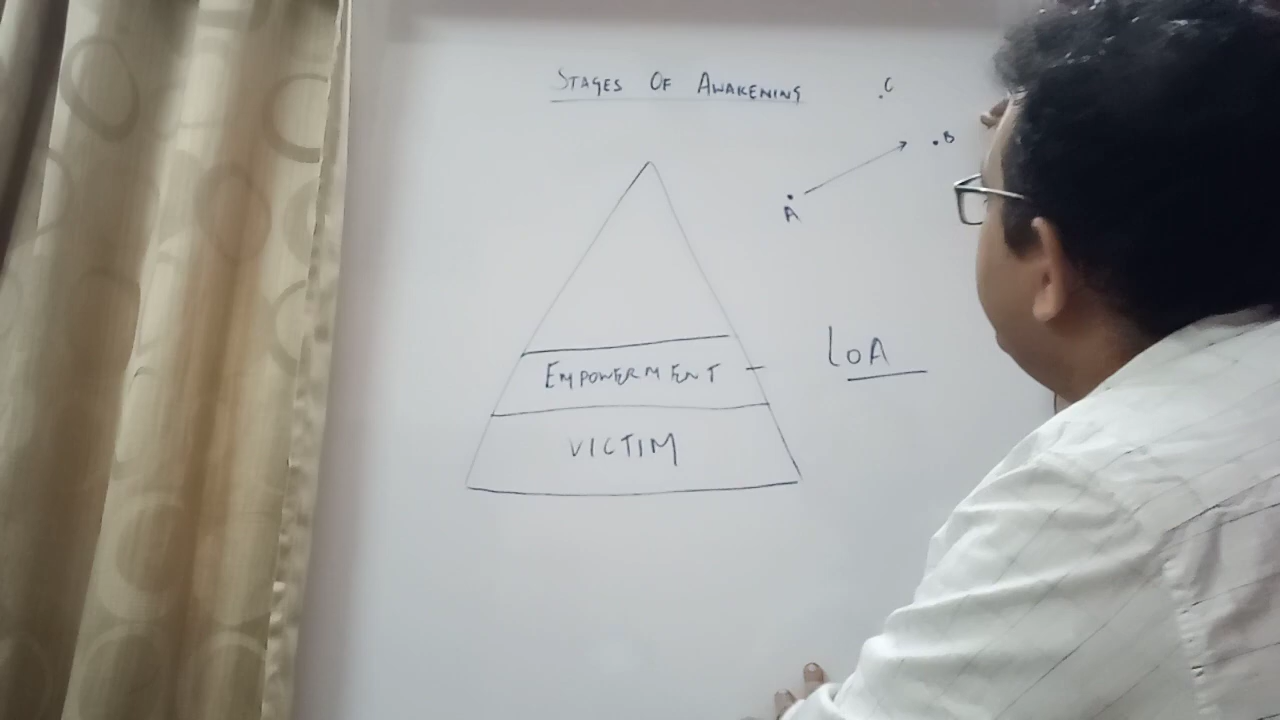 STAGES OF AWAKENING
.C
.B
A
EMPOWERMENT
LOA
VICTIM